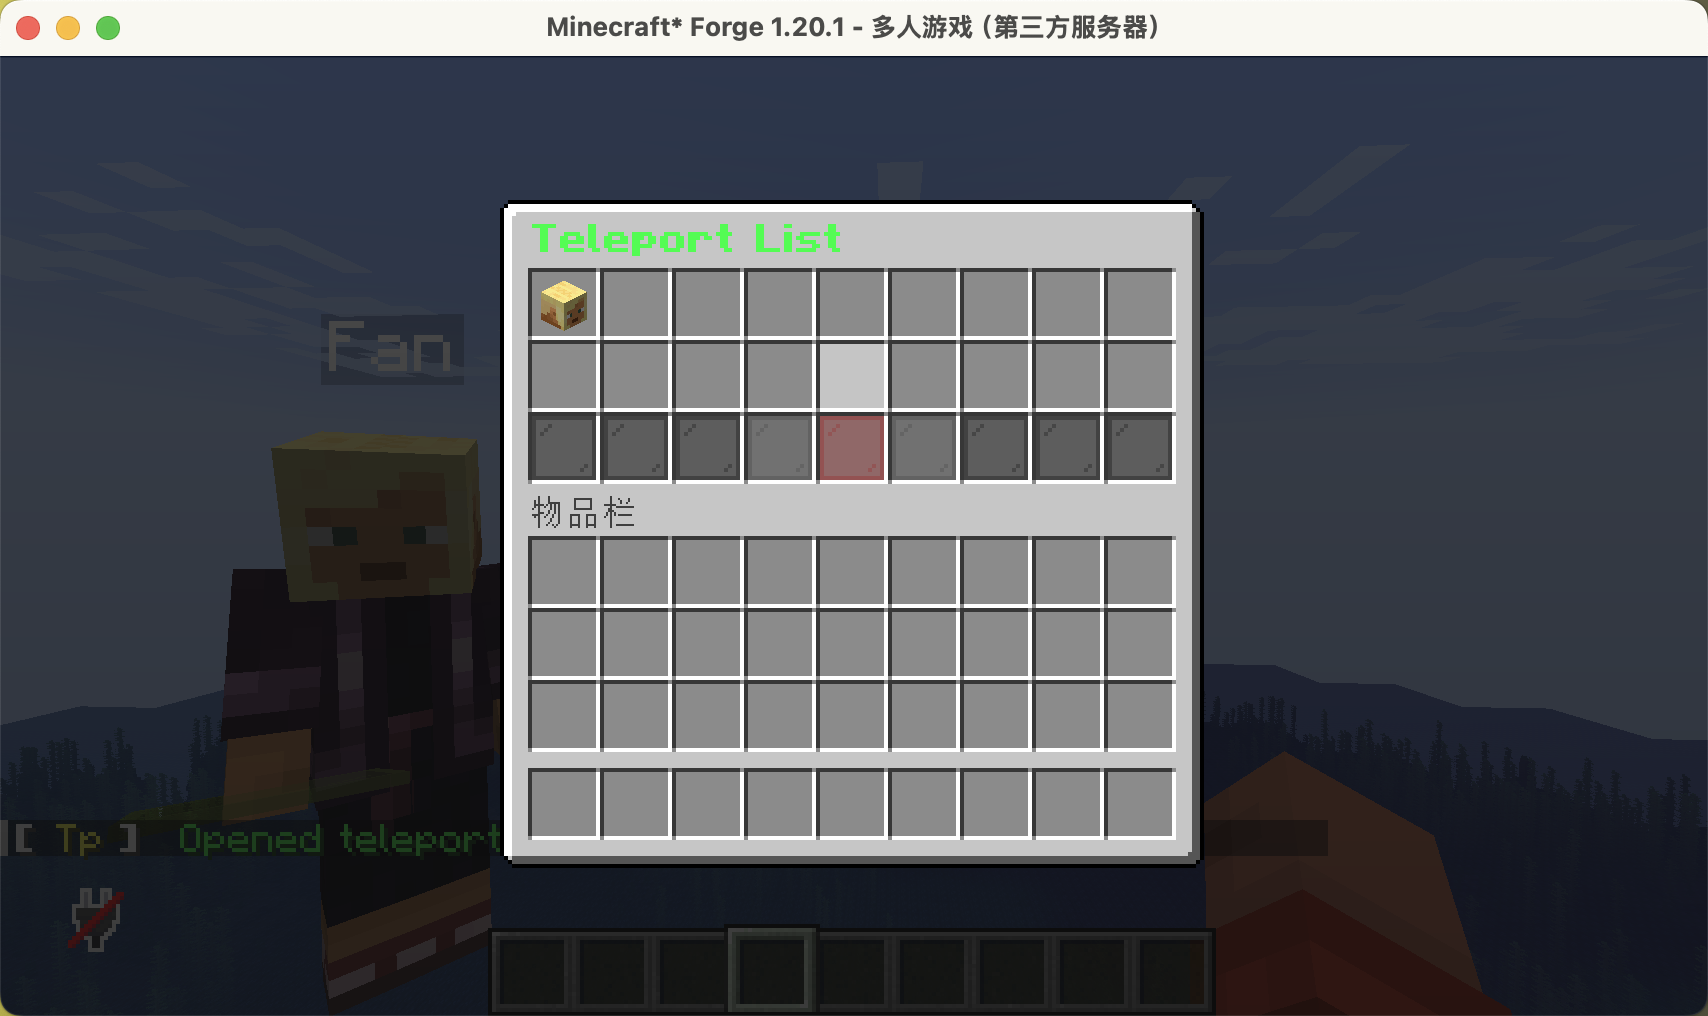 Minecraft* Forge 1.20.1 - 多人游戏（第三方服务器）
Teleport List
Fan
物品栏
[ Tp ] Opened teleport